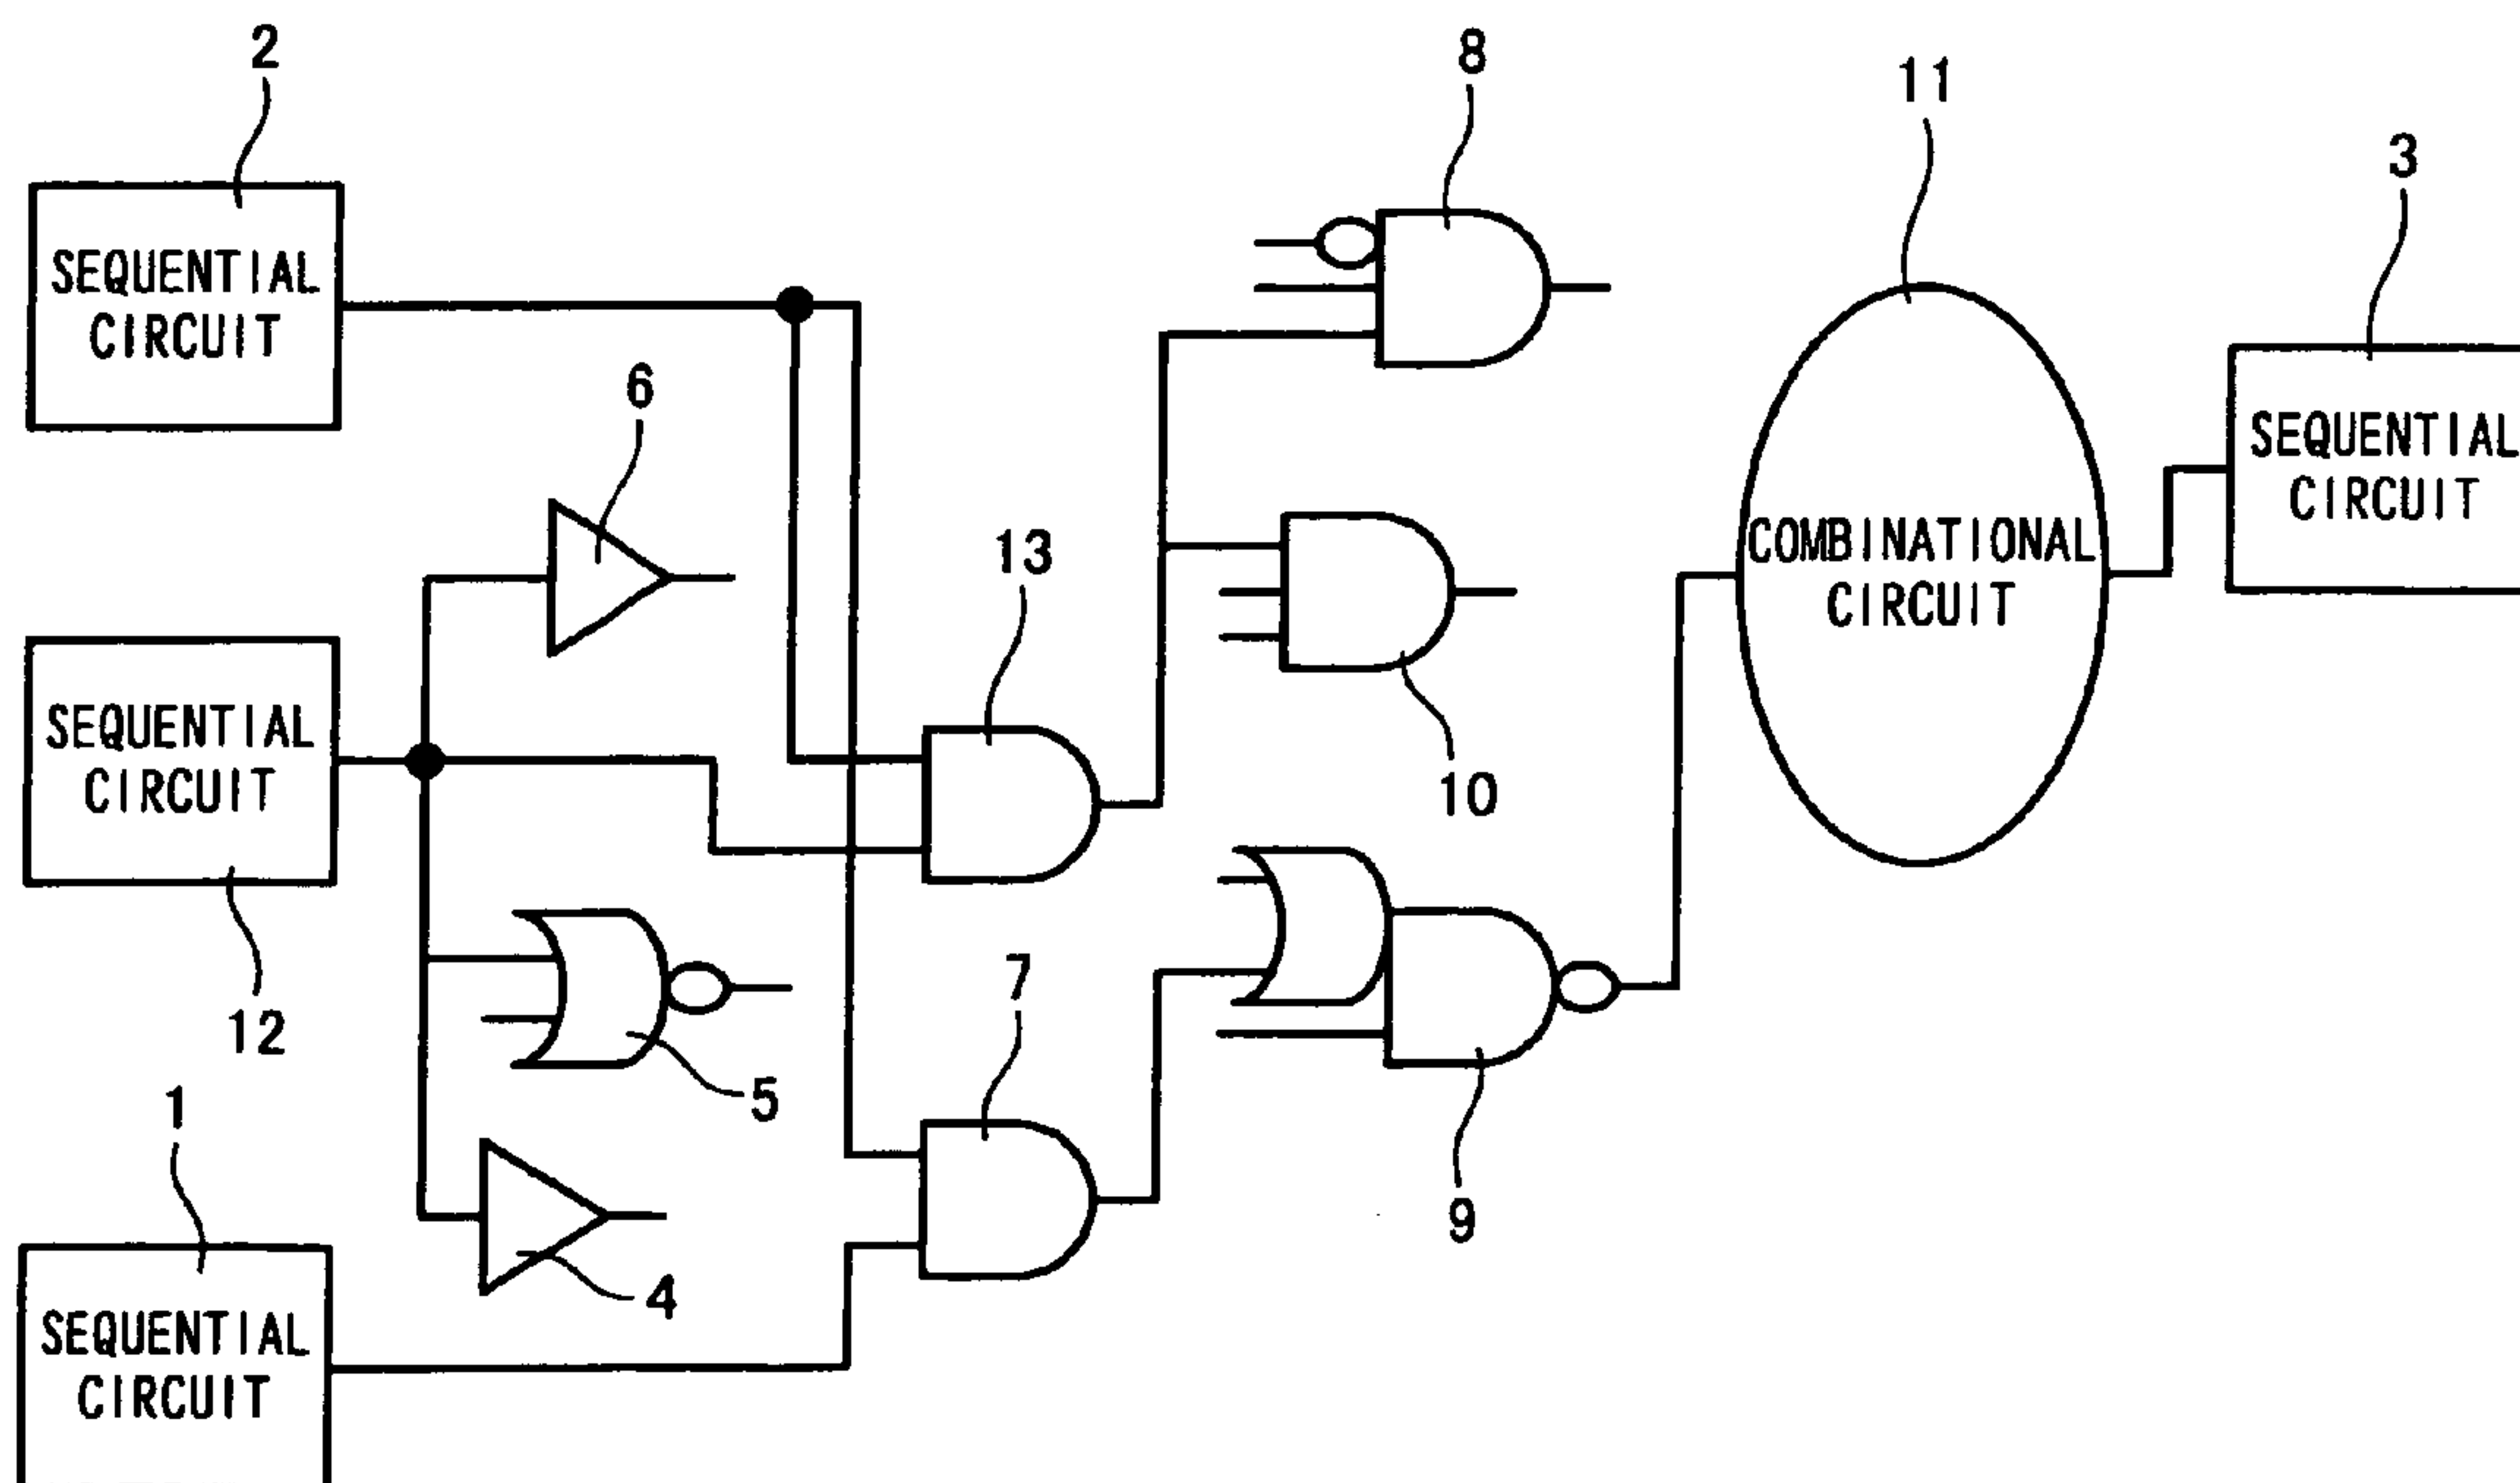 2
8
11
3
SEQUENTIAL
CIRCUIT
6
SEQUENTIAL
CIRCUIT
13
COMBINATIONAL
CIRCUIT
SEQUENTIAL
CIRCUIT
10
12
7
5
1
9
4
SEQUENTIAL
CIRCUIT